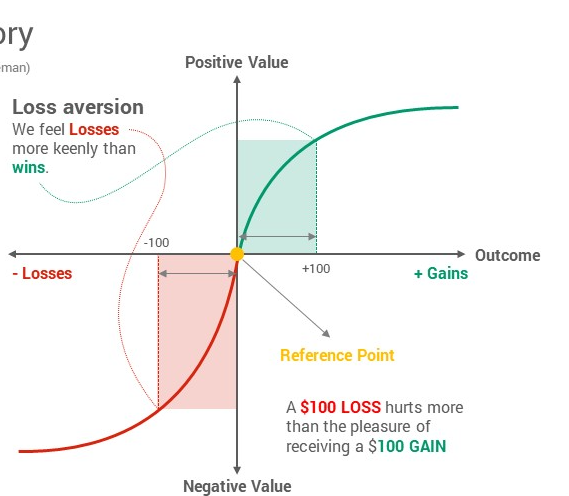 ory
eman)
Positive Value
Loss aversion
We feel Losses
more keenly than
wins.
-100
Outcome
- Losses
+100
+ Gains
Reference Point
A $100 LOSS hurts more
than the pleasure of
receiving a $100 GAIN
Negative Value